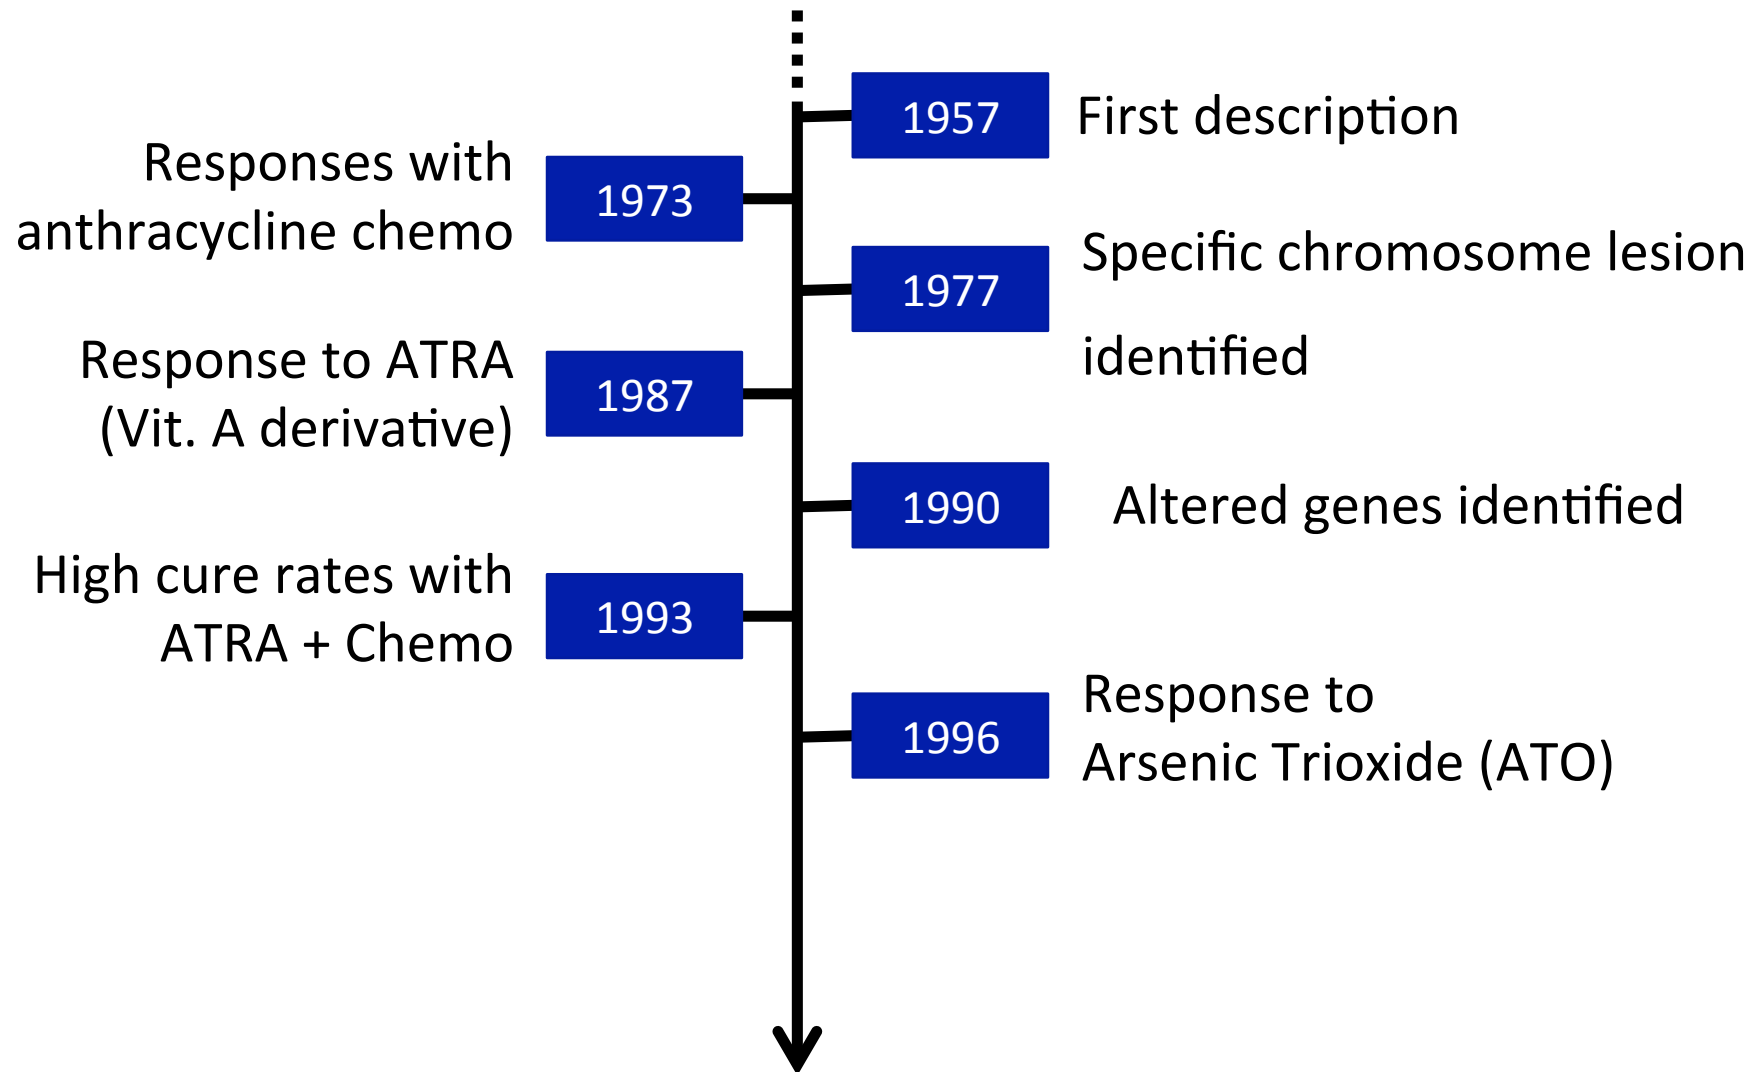 1957
First description
Responses with
anthracycline chemo
1973
Specific chromosome lesion
identified
1977
Response to ATRA
(Vit. A derivative)
1987
1990
Altered genes identified
High cure rates with
ATRA + Chemo
1993
1996
Response to
Arsenic Trioxide (ATO)